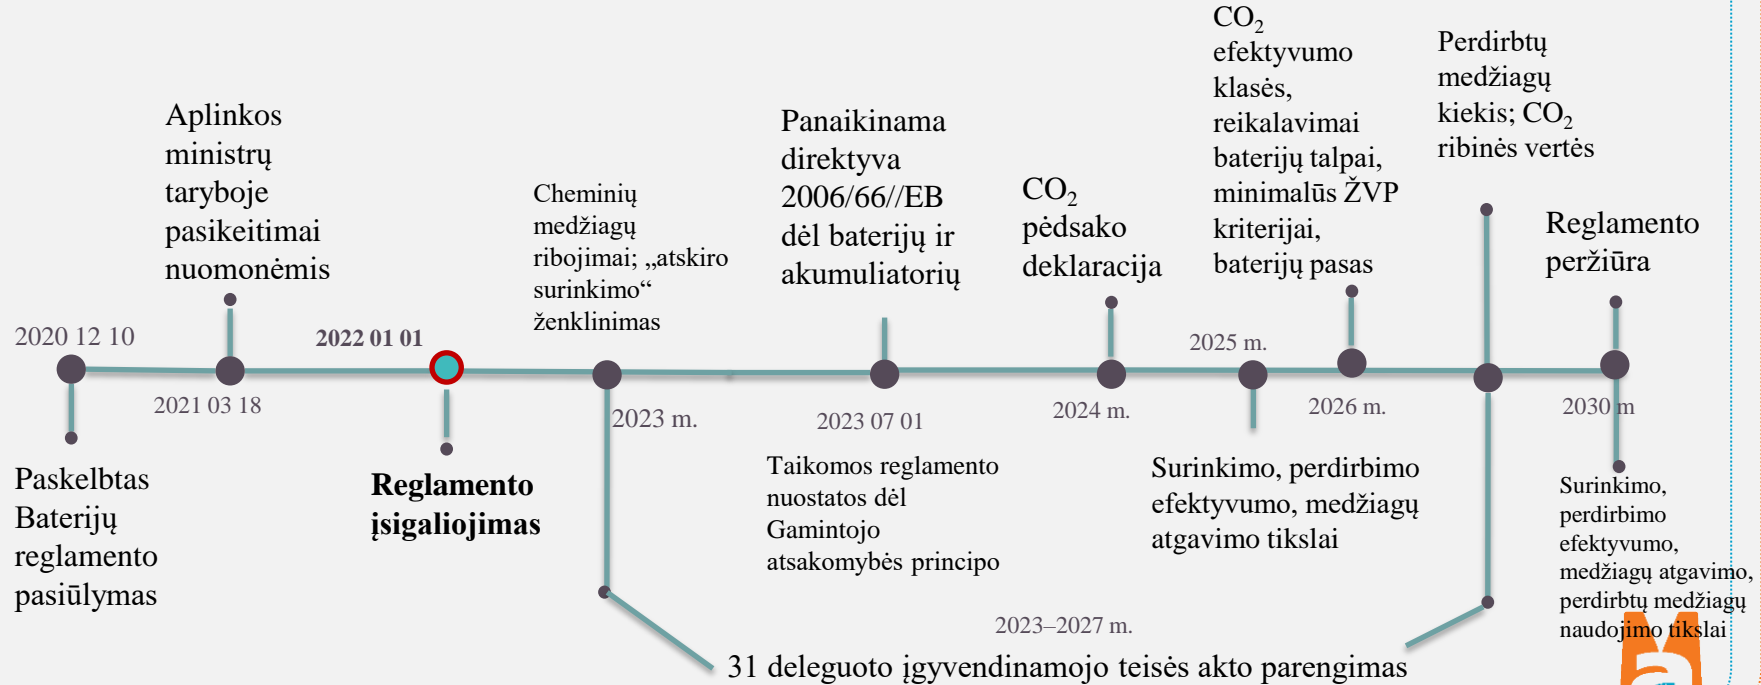 2020 12 10
Paskelbtas
Baterijų
reglamento
pasiūlymas
Aplinkos
ministrų
taryboje
pasikeitimai
nuomonėmis
2021 03 18
2022 01 01
Reglamento
įsigaliojimas
Cheminių
medžiagų
ribojimai; „atskiro
surinkimo“
ženklinimas
2023 m.
Panaikinama
direktyva
2006/66//EB
dėl baterijų ir
akumuliatorių
2023 07 01
Taikomos reglamento
nuostatos dėl
Gamintojo
atsakomybės principo
CO₂
pėdsako
deklaracija
2024 m.
2025 m.
Surinkimo, perdirbimo
efektyvumo, medžiagų
atgavimo tikslai
CO₂
efektyvumo
klasės,
reikalavimai
baterijų talpai,
minimalūs ŽVP
kriterijai,
baterijų pasas
2026 m.
Perdirbtų
medžiagų
kiekis; CO₂
ribinės vertės
Reglamento
peržiūra
2030 m
Surinkimo,
perdirbimo
efektyvumo,
medžiagų atgavimo,
perdirbtų medžiagų
naudojimo tikslai
2023–2027 m.
31 deleguoto įgyvendinamojo teisės akto parengimas